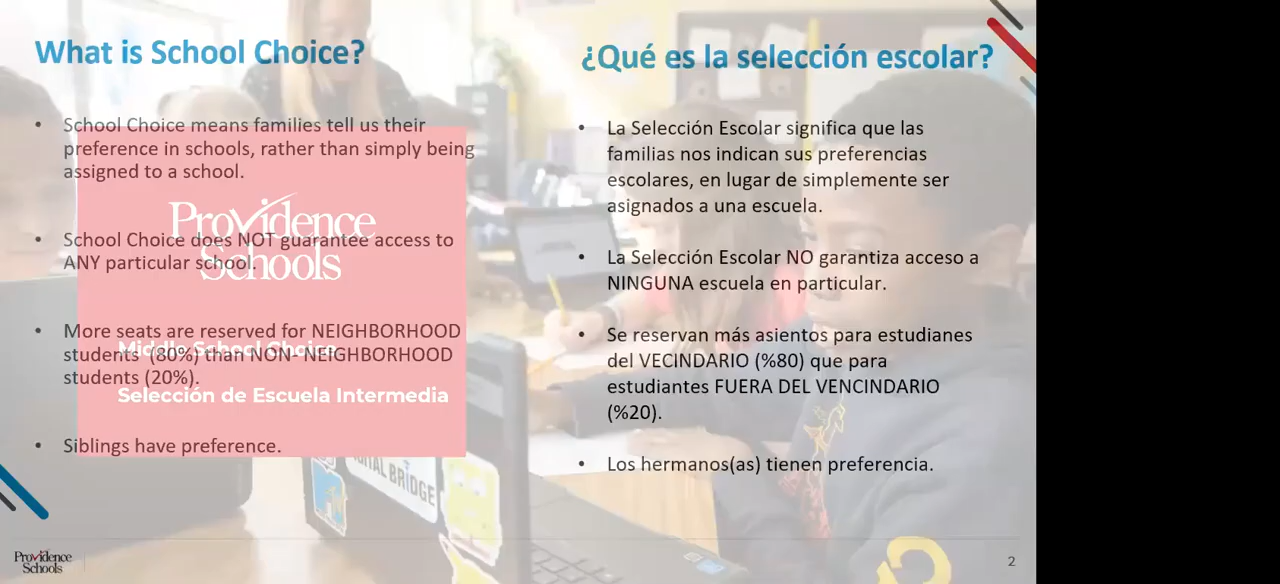 What is School Choice?
• School Choice means families tell us their
preference in schools, rather than simply being
assigned to a school.
• School Choice does NOT guarantee access to
ANY particular school.
• More seats are reserved for NEIGHBORHOOD
students (80%) than NON- NEIGHBORHOOD
students (20%).
• Siblings have preference.
Providence
Schools
Middle School Choice
Selección de Escuela Intermedia
¿Qué es la selección escolar?
• La Selección Escolar significa que las
familias nos indican sus preferencias
escolares, en lugar de simplemente ser
asignados a una escuela.
• La Selección Escolar NO garantiza acceso a
NINGUNA escuela en particular.
• Se reservan más asientos para estudianes
del VECINDARIO (%80) que para
estudiantes FUERA DEL VENCINDARIO
(%20).
• Los hermanos(as) tienen preferencia.
DIGITAL BRIDGE
Providence
Schools
2